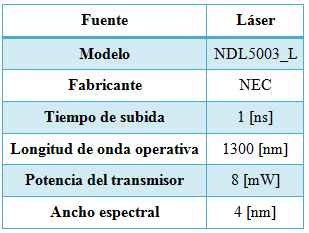 Fuente Láser
Modelo NDL5003_L
Fabricante NEC
Tiempo de subida 1 [ns]
Longitud de onda operativa 1300 [nm]
Potencia del transmisor 8 [mW]
Ancho espectral 4 [nm]